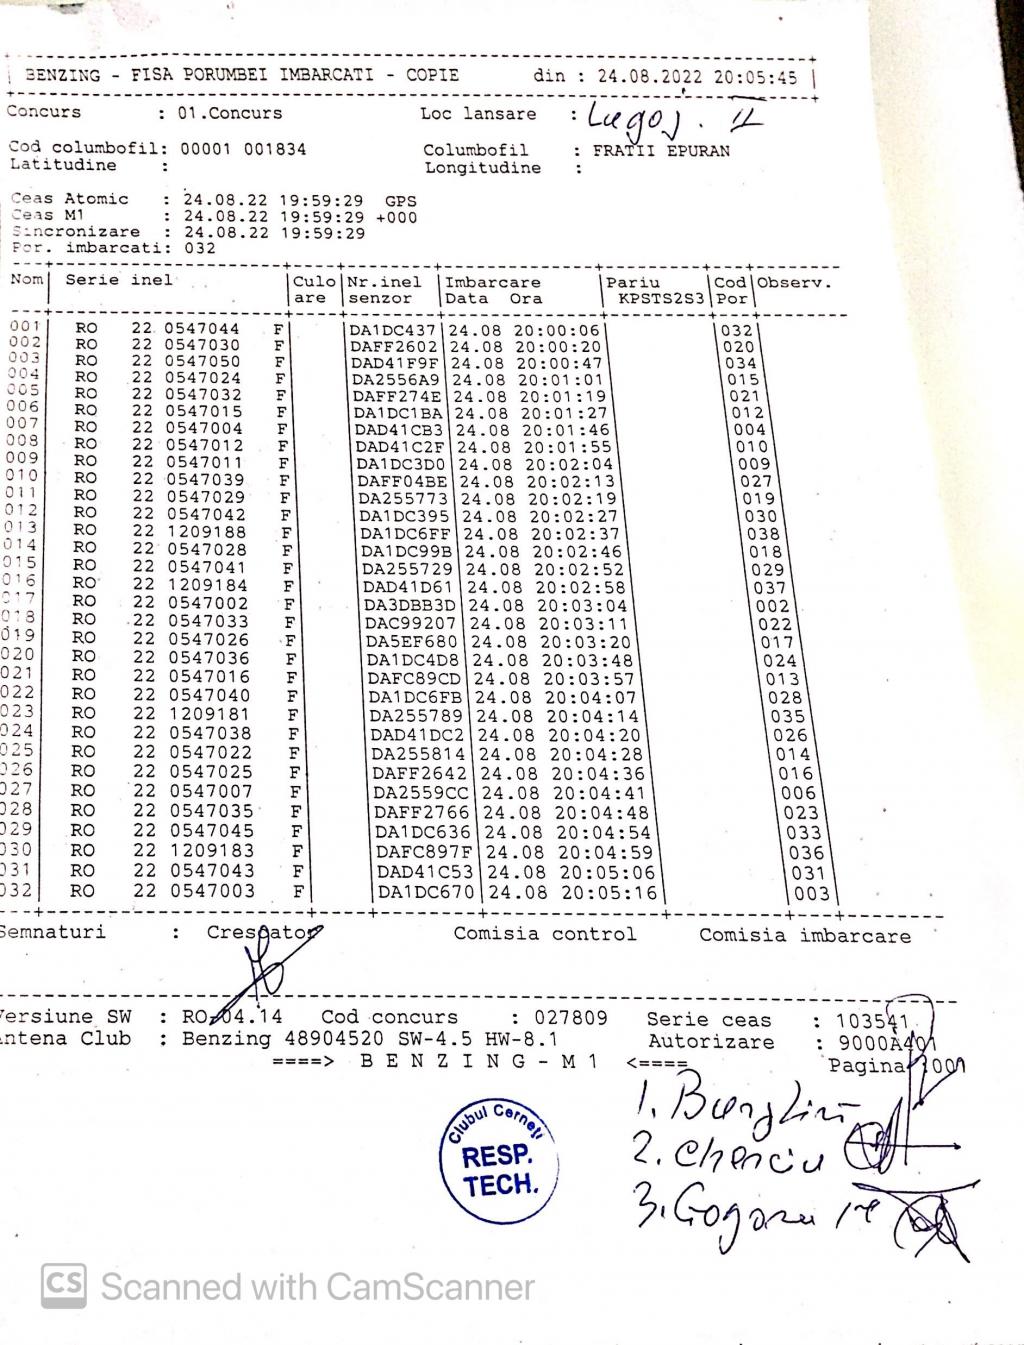 BENZING - FISA PORUMBEI IMBARCATI - COPIE din : 24.08.2022 20:05:45
Concurs : 01.Concurs Loc lansare : Lugoj. II
Cod columbofil: 00001 001834 Columbofil : FRATII EPURAN
Latitudine : Longitudine :
Ceas Atomic : 24.08.22 19:59:29 GPS
Ceas M1 : 24.08.22 19:59:29 +000
Sincronizare : 24.08.22 19:59:29
Por. imbarcati: 032
Nom Serie inel Culo Nr.inel Imbarcare Pariu Cod Observ.
are senzor Data Ora KPSTS2S3 Por
001 RO 22 0547044 F DA1DC437 24.08 20:00:06 032
002 RO 22 0547030 F DAFF2602 24.08 20:00:20 020
003 RO 22 0547050 F DAD41F9F 24.08 20:00:47 034
004 RO 22 0547024 F DA2556A9 24.08 20:01:01 015
005 RO 22 0547032 F DAFF274E 24.08 20:01:19 021
006 RO 22 0547015 F DA1DC1BA 24.08 20:01:27 012
007 RO 22 0547004 F DAD41CB3 24.08 20:01:46 004
008 RO 22 0547012 F DAD41C2F 24.08 20:01:55 010
009 RO 22 0547011 F DA1DC3D0 24.08 20:02:04 009
010 RO 22 0547039 F DAFF04BE 24.08 20:02:13 027
011 RO 22 0547029 F DA255773 24.08 20:02:19 019
012 RO 22 0547042 F DA1DC395 24.08 20:02:27 030
013 RO 22 1209188 F DA1DC6FF 24.08 20:02:37 038
014 RO 22 0547028 F DA1DC99B 24.08 20:02:46 018
015 RO 22 0547041 F DA255729 24.08 20:02:52 029
016 RO 22 1209184 F DAD41D61 24.08 20:02:58 037
017 RO 22 0547002 F DA3DBB3D 24.08 20:03:04 002
018 RO 22 0547033 F DAC99207 24.08 20:03:11 022
019 RO 22 0547026 F DA5EF680 24.08 20:03:20 017
020 RO 22 0547036 F DA1DC4D8 24.08 20:03:48 024
021 RO 22 0547016 F DAFC89CD 24.08 20:03:57 013
022 RO 22 0547040 F DA1DC6FB 24.08 20:04:07 028
023 RO 22 1209181 F DA255789 24.08 20:04:14 035
024 RO 22 0547038 F DAD41DC2 24.08 20:04:20 026
025 RO 22 0547022 F DA255814 24.08 20:04:28 014
026 RO 22 0547025 F DAFF2642 24.08 20:04:36 016
027 RO 22 0547007 F DA2559CC 24.08 20:04:41 006
028 RO 22 0547035 F DAFF2766 24.08 20:04:48 023
029 RO 22 0547045 F DA1DC636 24.08 20:04:54 033
030 RO 22 1209183 F DAFC897F 24.08 20:04:59 036
031 RO 22 0547043 F DAD41C53 24.08 20:05:06 031
032 RO 22 0547003 F DA1DC670 24.08 20:05:16 003
Semnaturi : Crescator Comisia control Comisia imbarcare
Versiune SW : RO-04.14 Cod concurs : 027809 Serie ceas : 103541
Antena Club : Benzing 48904520 SW-4.5 HW-8.1 Autorizare : 9000A401
====> B E N Z I N G - M 1 <==== Pagina 001
1.
2.
3.
Clubul Cerneți
RESP.
TECH.
CS Scanned with CamScanner